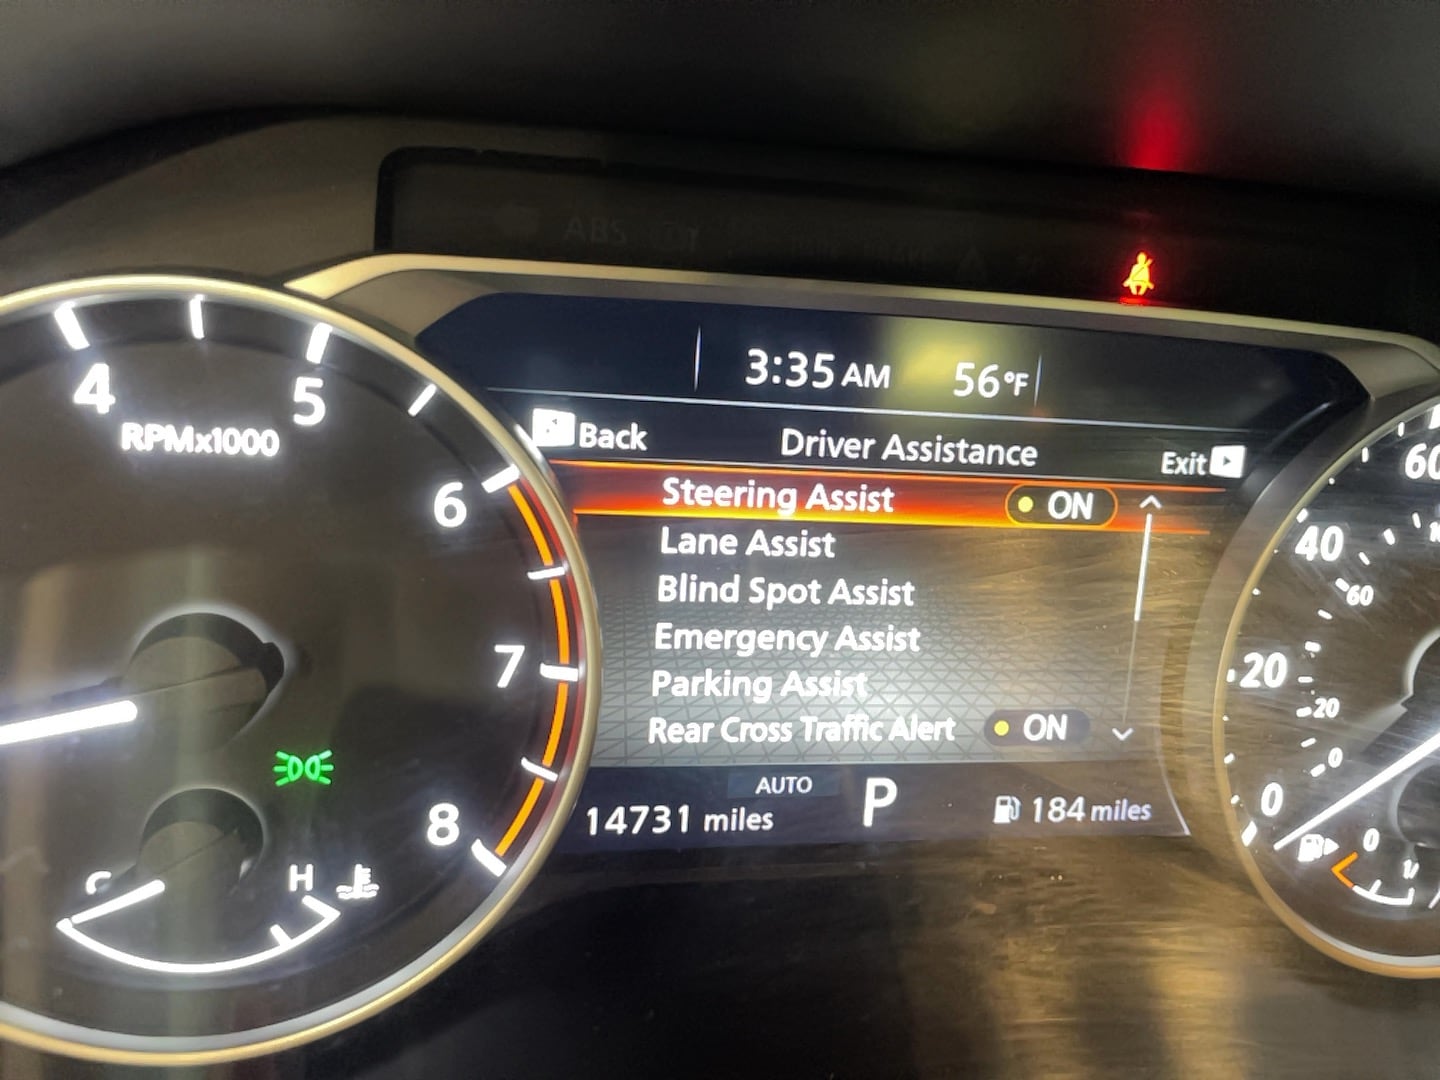 ABS
3:35 AM 56°F
Back Driver Assistance Exit
Steering Assist ON
Lane Assist
Blind Spot Assist
Emergency Assist
Parking Assist
Rear Cross Traffic Alert ON
AUTO
14731 miles P 184 miles
4 5 6 7 8
RPMx1000
C H
60
40
60
20
20
0
0
0